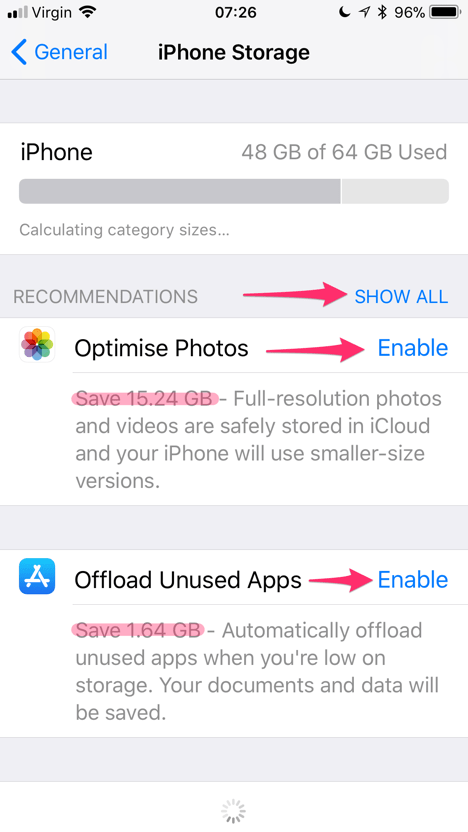 Virgin 07:26 96%
General iPhone Storage
iPhone 48 GB of 64 GB Used
Calculating category sizes...
RECOMMENDATIONS SHOW ALL
Optimise Photos Enable
Save 15.24 GB - Full-resolution photos
and videos are safely stored in iCloud
and your iPhone will use smaller-size
versions.
Offload Unused Apps Enable
Save 1.64 GB - Automatically offload
unused apps when you're low on
storage. Your documents and data will
be saved.